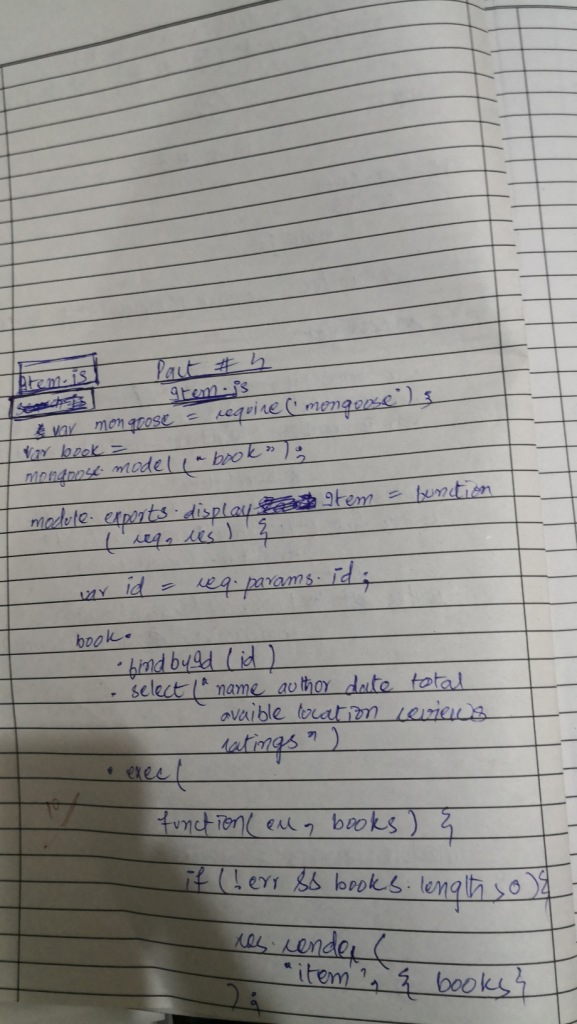 Item.js
Part # 4
Item.js
var mongoose = require('mongoose');
var book =
mongoose.model("book");
module.exports.display Item = function
(req, res) {
var id = req.params.id;
book.
.findbyId (id)
.select("name author date total
avaible location reviews
ratings")
.exec(
function(err, books) {
if (!err && books.length > 0){
res.render(
"item", { books}
);